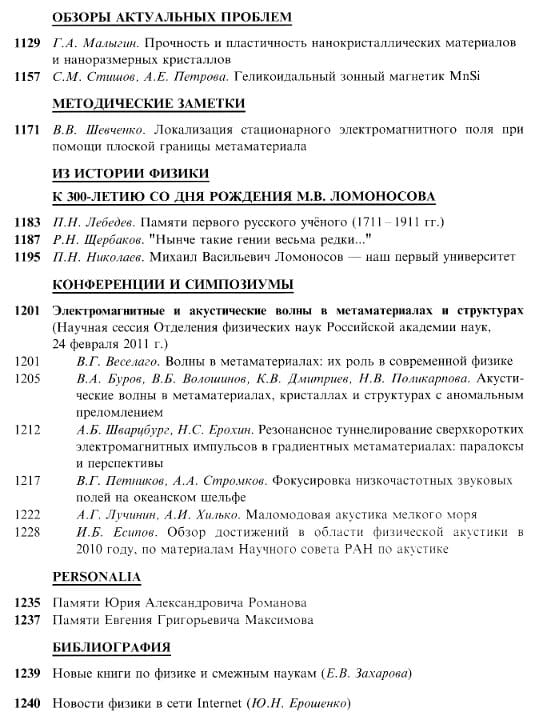 ОБЗОРЫ АКТУАЛЬНЫХ ПРОБЛЕМ
1129 Г.А. Малыгин. Прочность и пластичность нанокристаллических материалов
и наноразмерных кристаллов
1157 С.М. Стишов, А.Е. Петрова. Геликоидальный зонный магнетик MnSi
МЕТОДИЧЕСКИЕ ЗАМЕТКИ
1171 В.В. Шевченко. Локализация стационарного электромагнитного поля при
помощи плоской границы метаматериала
ИЗ ИСТОРИИ ФИЗИКИ
К 300-ЛЕТИЮ СО ДНЯ РОЖДЕНИЯ М.В. ЛОМОНОСОВА
1183 П.Н. Лебедев. Памяти первого русского учёного (1711–1911 гг.)
1187 Р.Н. Щербаков. "Нынче такие гении весьма редки..."
1195 П.Н. Николаев. Михаил Васильевич Ломоносов — наш первый университет
КОНФЕРЕНЦИИ И СИМПОЗИУМЫ
1201 Электромагнитные и акустические волны в метаматериалах и структурах
(Научная сессия Отделения физических наук Российской академии наук,
24 февраля 2011 г.)
1201 В.Г. Веселаго. Волны в метаматериалах: их роль в современной физике
1205 В.А. Буров, В.Б. Волошинов, К.В. Дмитриев, Н.В. Поликарпова. Акусти-
ческие волны в метаматериалах, кристаллах и структурах с аномальным
преломлением
1212 А.Б. Шварцбург, Н.С. Ерохин. Резонансное туннелирование сверхкоротких
электромагнитных импульсов в градиентных метаматериалах: парадоксы
и перспективы
1217 В.Г. Петников, А.А. Стромков. Фокусировка низкочастотных звуковых
полей на океанском шельфе
1222 А.Г. Лучинин, А.И. Хилько. Маломодовая акустика мелкого моря
1228 И.Б. Есипов. Обзор достижений в области физической акустики в
2010 году, по материалам Научного совета РАН по акустике
PERSONALIA
1235 Памяти Юрия Александровича Романова
1237 Памяти Евгения Григорьевича Максимова
БИБЛИОГРАФИЯ
1239 Новые книги по физике и смежным наукам (Е.В. Захарова)
1240 Новости физики в сети Internet (Ю.Н. Ерошенко)